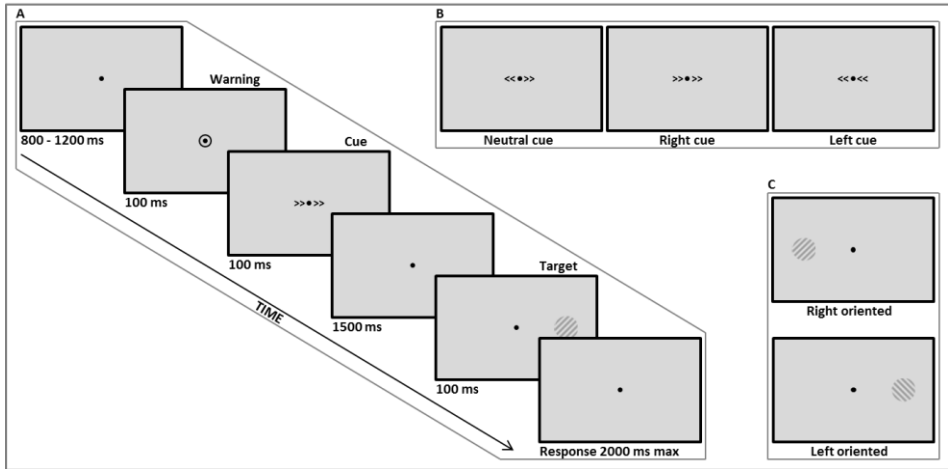 A
800 - 1200 ms
Warning
100 ms
Cue
>>●>>
100 ms
1500 ms
Target
100 ms
Response 2000 ms max
TIME
B
<<●>>
>>●>>
<<●<<
Neutral cue
Right cue
Left cue
C
Right oriented
Left oriented